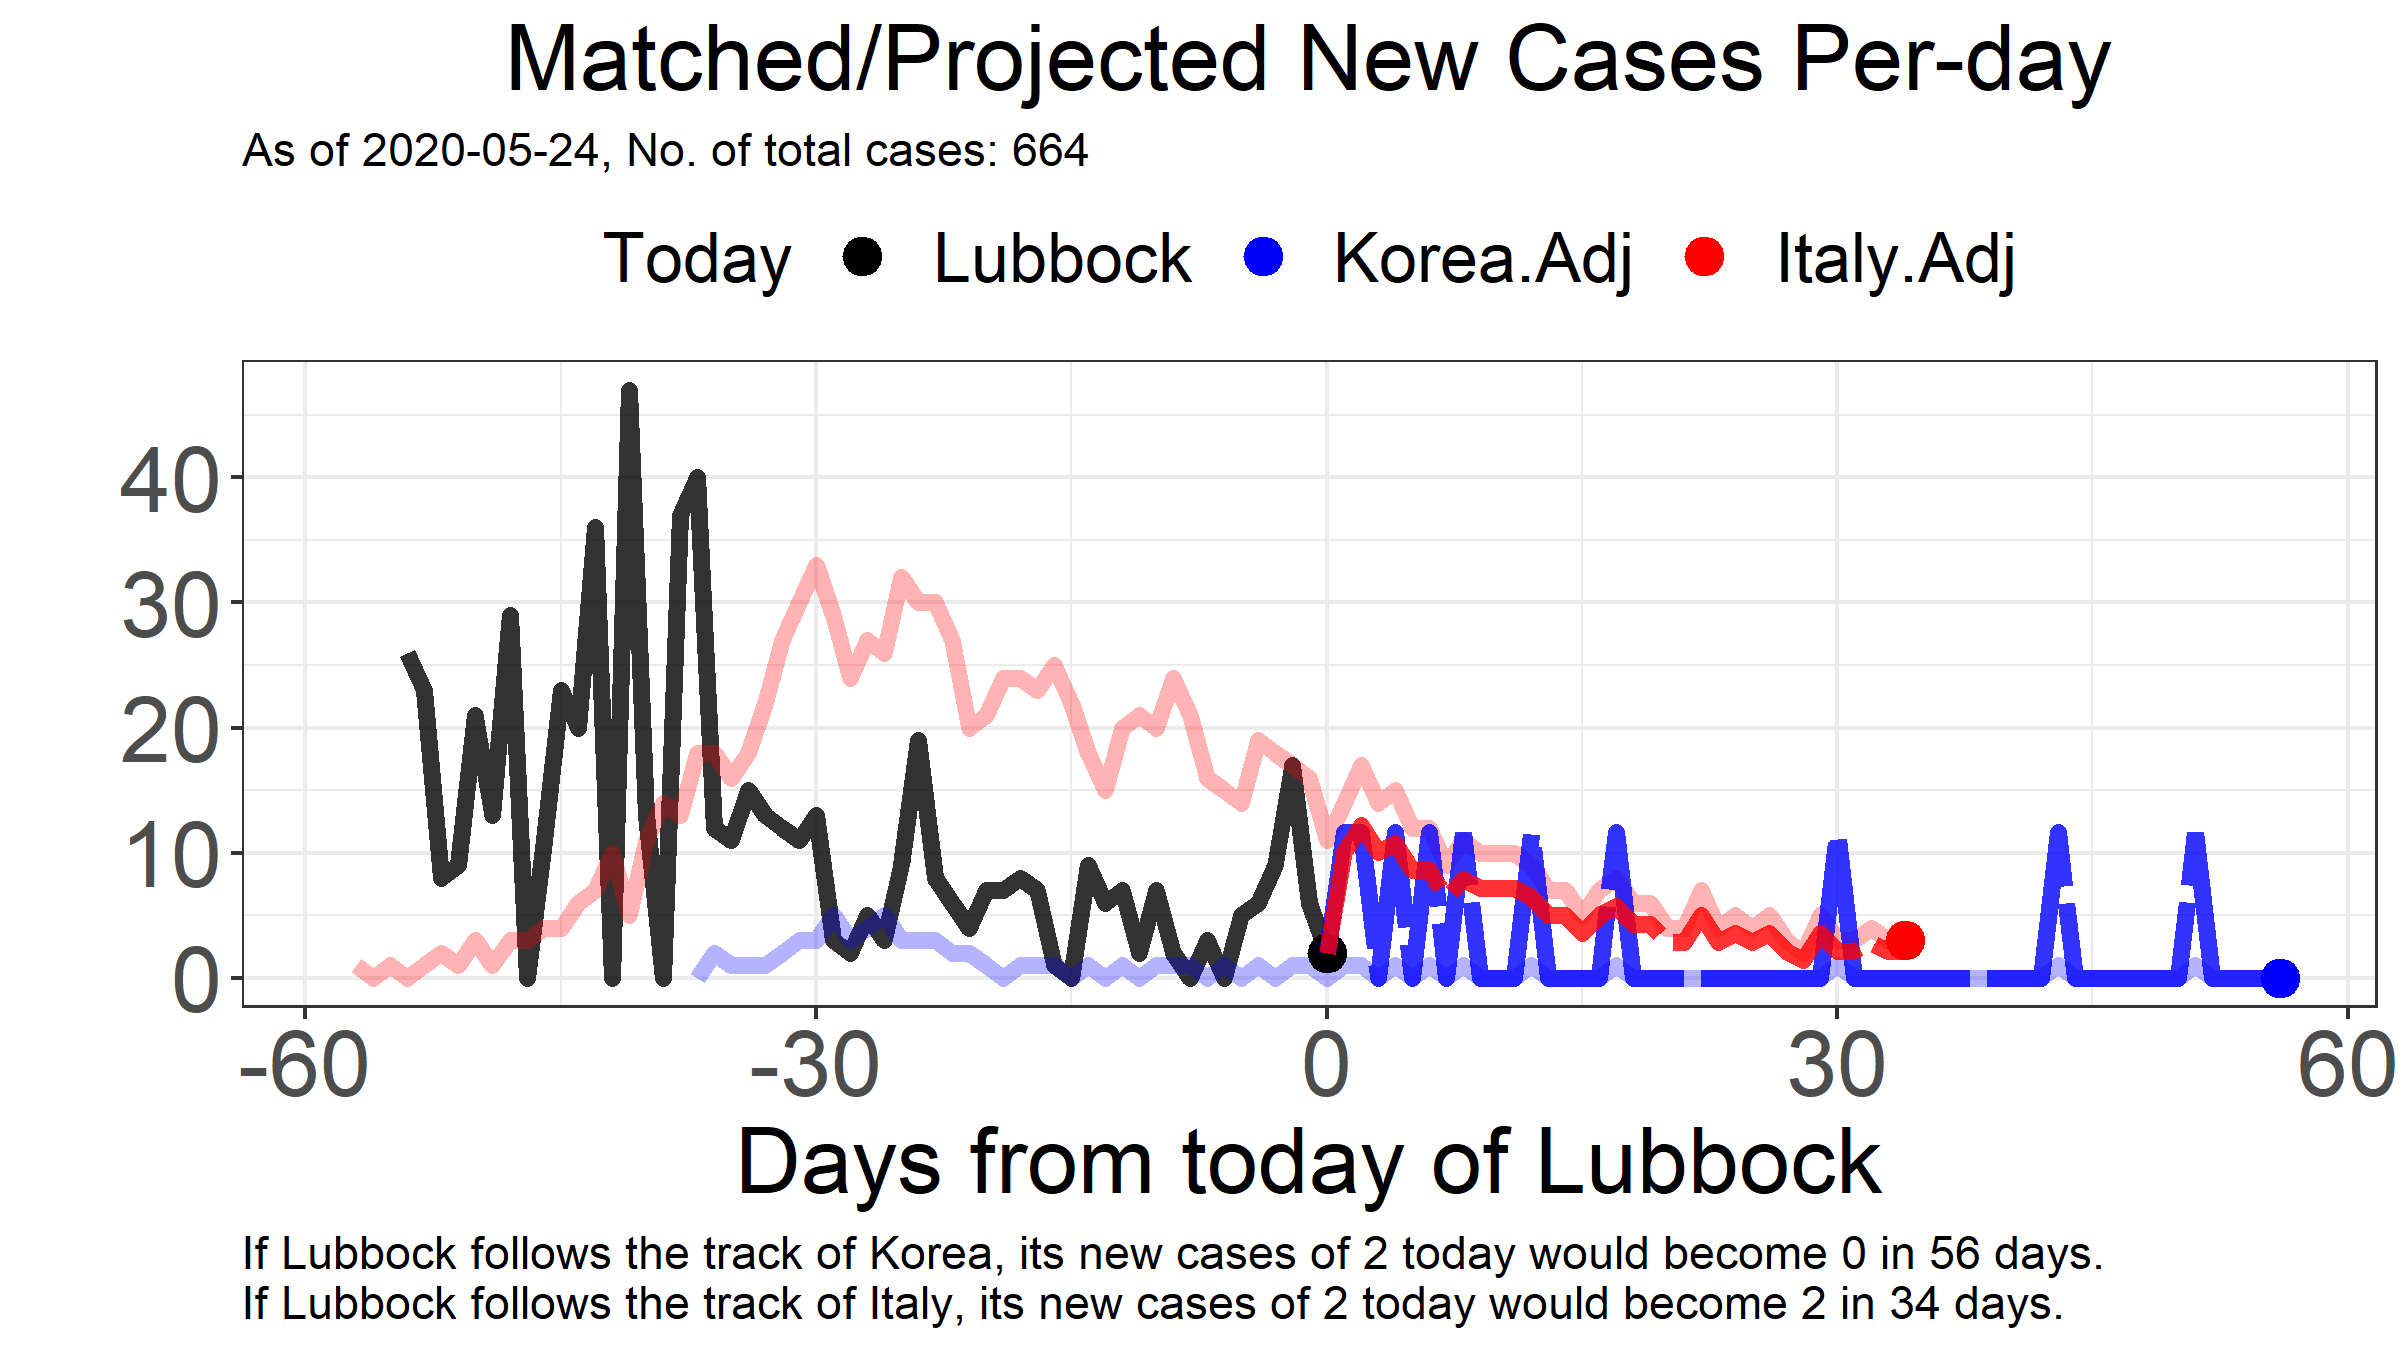 Matched/Projected New Cases Per-day
As of 2020-05-24, No. of total cases: 664
Today Lubbock Korea.Adj Italy.Adj
40
30
20
10
0
-60 -30 0 30 60
Days from today of Lubbock
If Lubbock follows the track of Korea, its new cases of 2 today would become 0 in 56 days.
If Lubbock follows the track of Italy, its new cases of 2 today would become 2 in 34 days.